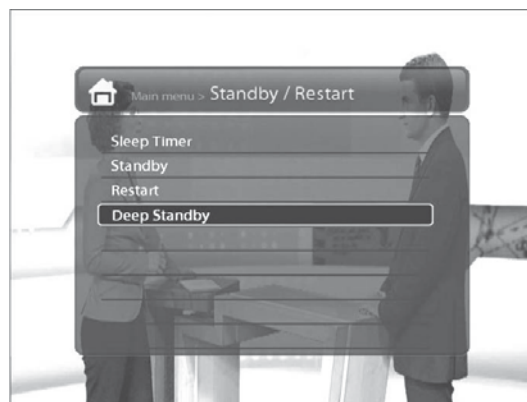 Main menu > Standby / Restart
Sleep Timer
Standby
Restart
Deep Standby